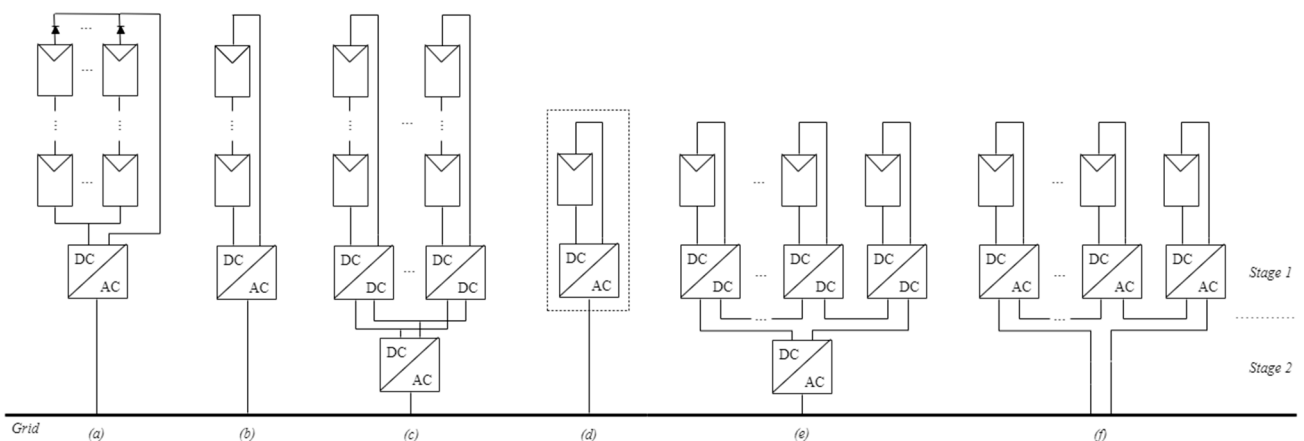 DC DC DC DC DC DC DC DC DC DC DC
AC AC DC DC AC DC DC DC AC AC AC
Stage 1
DC DC
AC AC
Stage 2
Grid (a) (b) (c) (d) (e) (f)